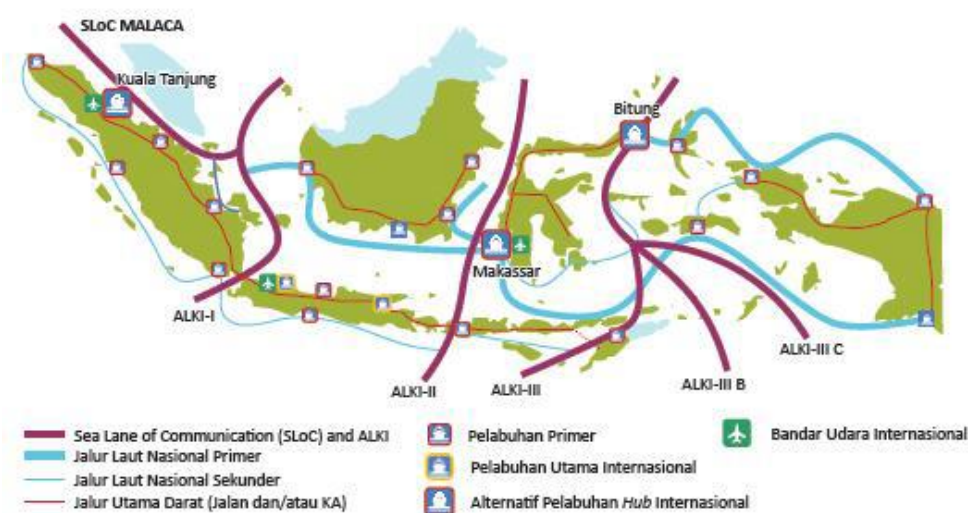 SLoC MALACA
Kuala Tanjung
Bitung
Makassar
ALKI-I
ALKI-II
ALKI-III
ALKI-III B
ALKI-III C
Sea Lane of Communication (SLoC) and ALKI
Jalur Laut Nasional Primer
Jalur Laut Nasional Sekunder
Jalur Utama Darat (Jalan dan/atau KA)
Pelabuhan Primer
Pelabuhan Utama Internasional
Alternatif Pelabuhan Hub Internasional
Bandar Udara Internasional